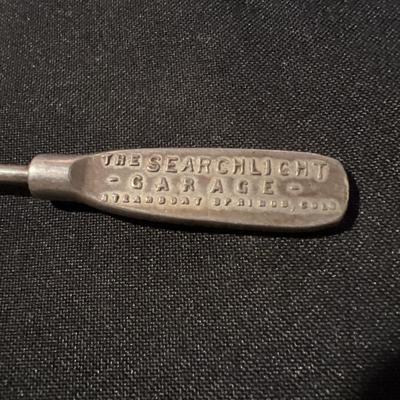 THE SEARCHLIGHT
- GARAGE -
STEAMBOAT SPRINGS, COLO